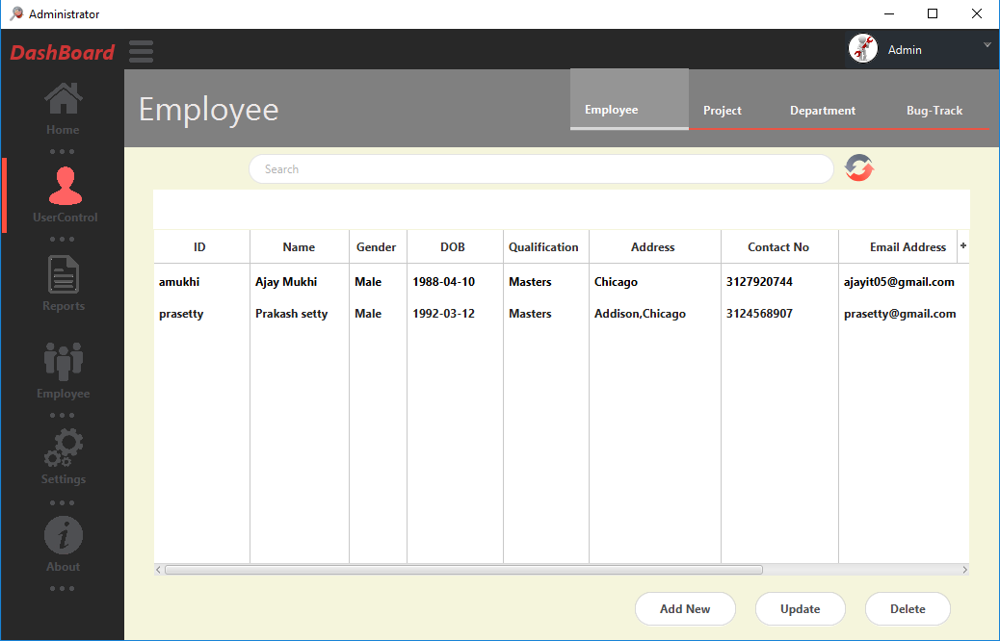 Administrator
DashBoard
Admin
Home
UserControl
Reports
Employee
Settings
About
Employee
Employee Project Department Bug-Track
Search
ID Name Gender DOB Qualification Address Contact No Email Address +
amukhi Ajay Mukhi Male 1988-04-10 Masters Chicago 3127920744 ajayit05@gmail.com
prasetty Prakash setty Male 1992-03-12 Masters Addison,Chicago 3124568907 prasetty@gmail.com
Add New Update Delete